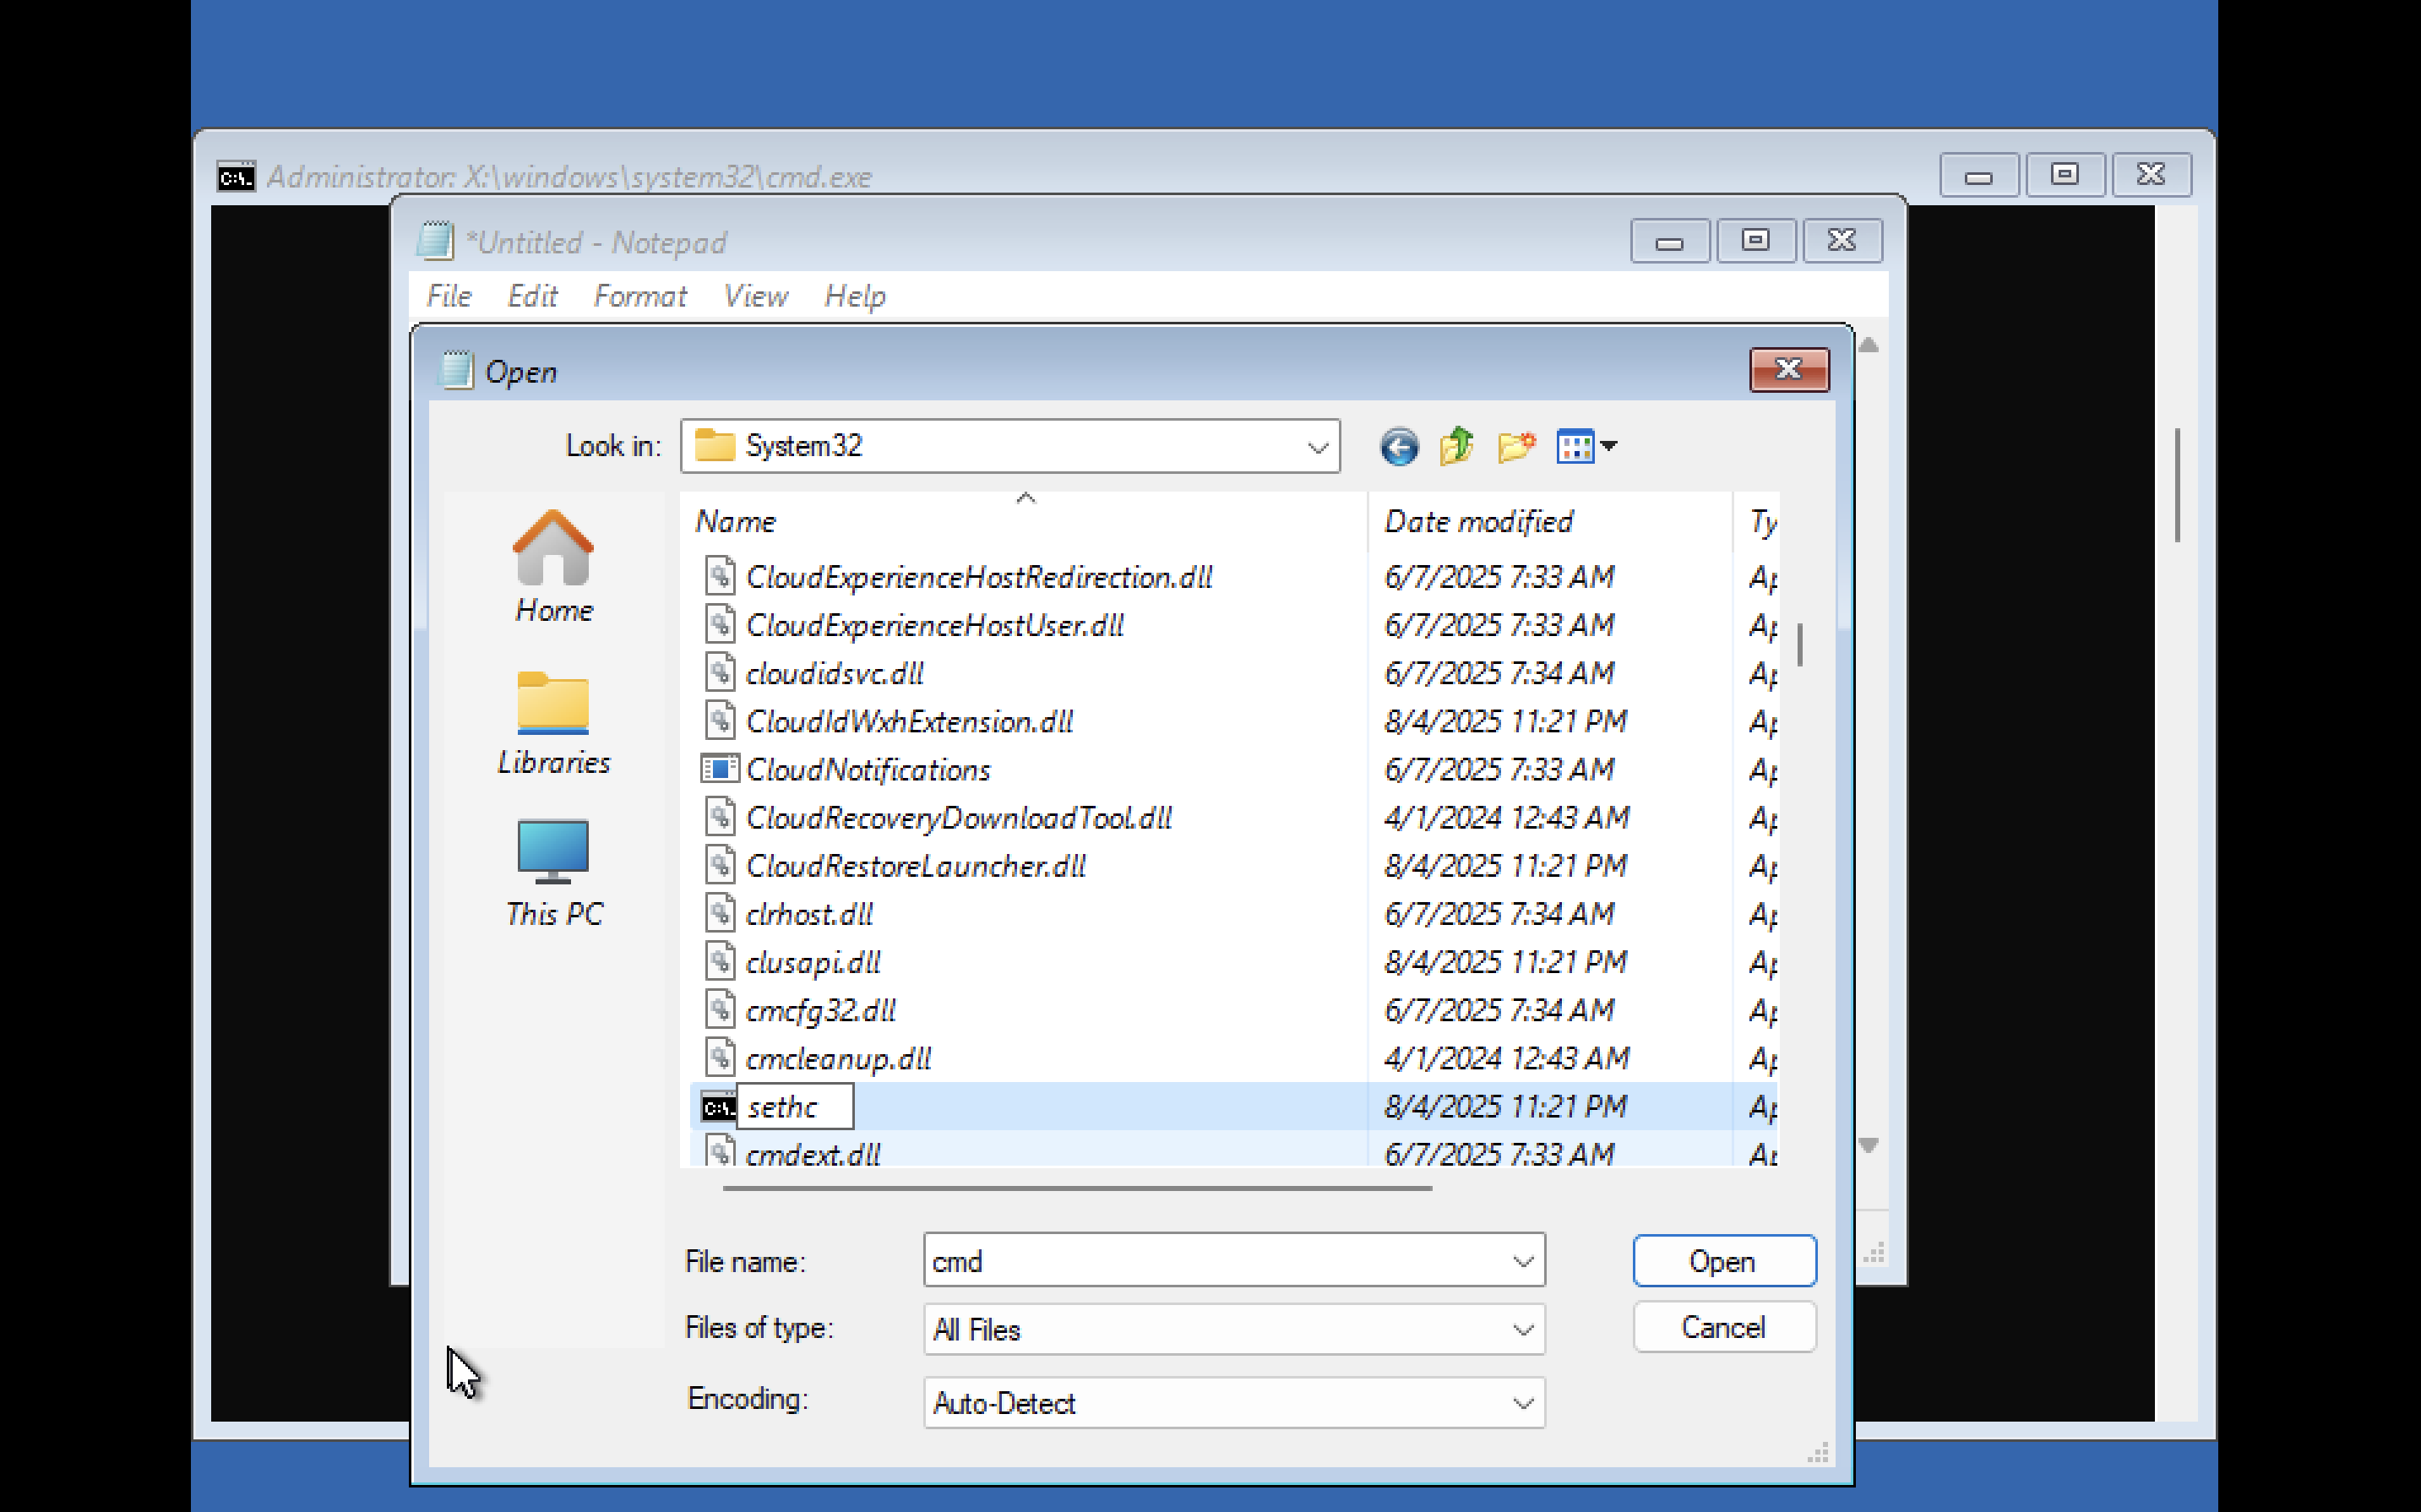 Administrator: X:\windows\system32\cmd.exe
*Untitled - Notepad
File Edit Format View Help
Open
Look in: System32
Name Date modified Ty
CloudExperienceHostRedirection.dll 6/7/2025 7:33 AM Ap
CloudExperienceHostUser.dll 6/7/2025 7:33 AM Ap
cloudidsvc.dll 6/7/2025 7:34 AM Ap
CloudIdWxhExtension.dll 8/4/2025 11:21 PM Ap
CloudNotifications 6/7/2025 7:33 AM Ap
CloudRecoveryDownloadTool.dll 4/1/2024 12:43 AM Ap
CloudRestoreLauncher.dll 8/4/2025 11:21 PM Ap
clrhost.dll 6/7/2025 7:34 AM Ap
clusapi.dll 8/4/2025 11:21 PM Ap
cmcfg32.dll 6/7/2025 7:34 AM Ap
cmcleanup.dll 4/1/2024 12:43 AM Ap
sethc 8/4/2025 11:21 PM Ap
cmdext.dll 6/7/2025 7:33 AM Ap
Home
Libraries
This PC
File name: cmd Open
Files of type: All Files Cancel
Encoding: Auto-Detect